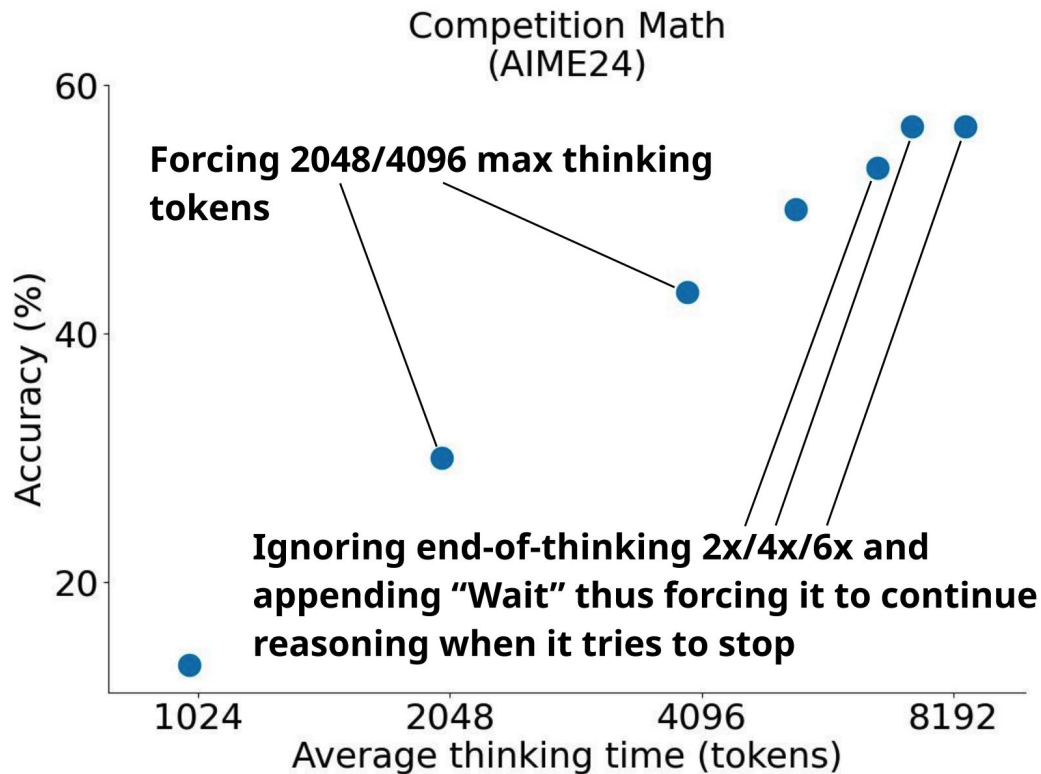 Competition Math
(AIME24)
60
Forcing 2048/4096 max thinking
tokens
Accuracy (%)
40
Ignoring end-of-thinking 2x/4x/6x and
appending “Wait” thus forcing it to continue
reasoning when it tries to stop
20
1024 2048 4096 8192
Average thinking time (tokens)